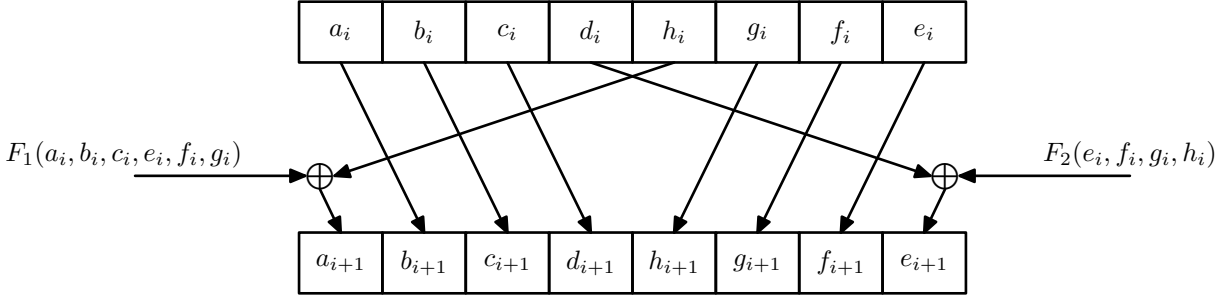 a_i b_i c_i d_i h_i g_i f_i e_i
F_1(a_i, b_i, c_i, e_i, f_i, g_i) F_2(e_i, f_i, g_i, h_i)
a_{i+1} b_{i+1} c_{i+1} d_{i+1} h_{i+1} g_{i+1} f_{i+1} e_{i+1}